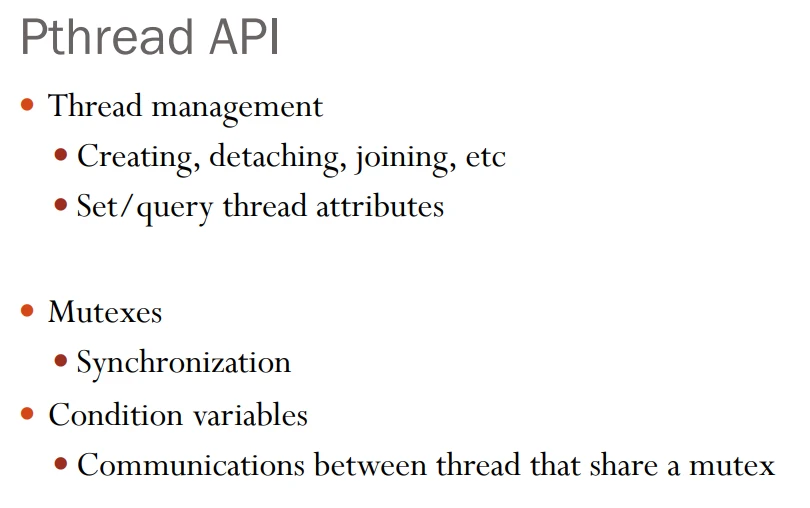 Pthread API
• Thread management
• Creating, detaching, joining, etc
• Set/query thread attributes
• Mutexes
• Synchronization
• Condition variables
• Communications between thread that share a mutex